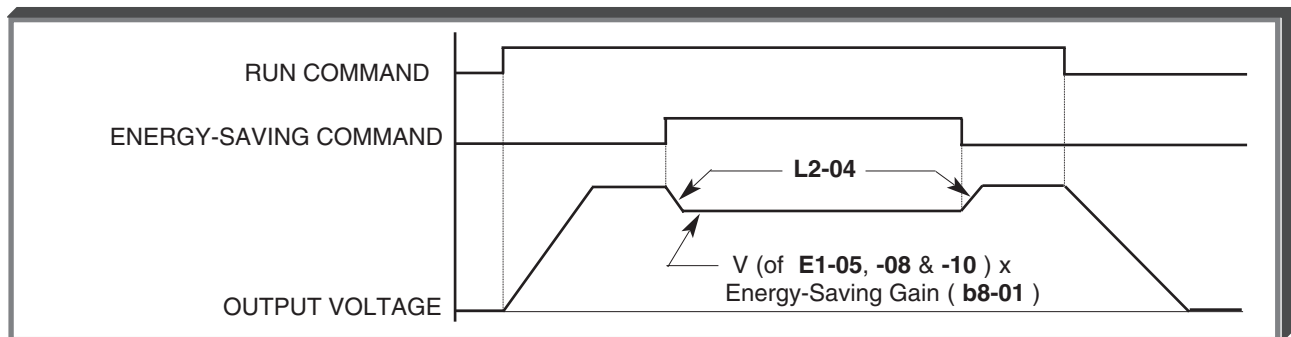 RUN COMMAND
ENERGY-SAVING COMMAND
L2-04
V (of E1-05, -08 & -10 ) x
Energy-Saving Gain ( b8-01 )
OUTPUT VOLTAGE